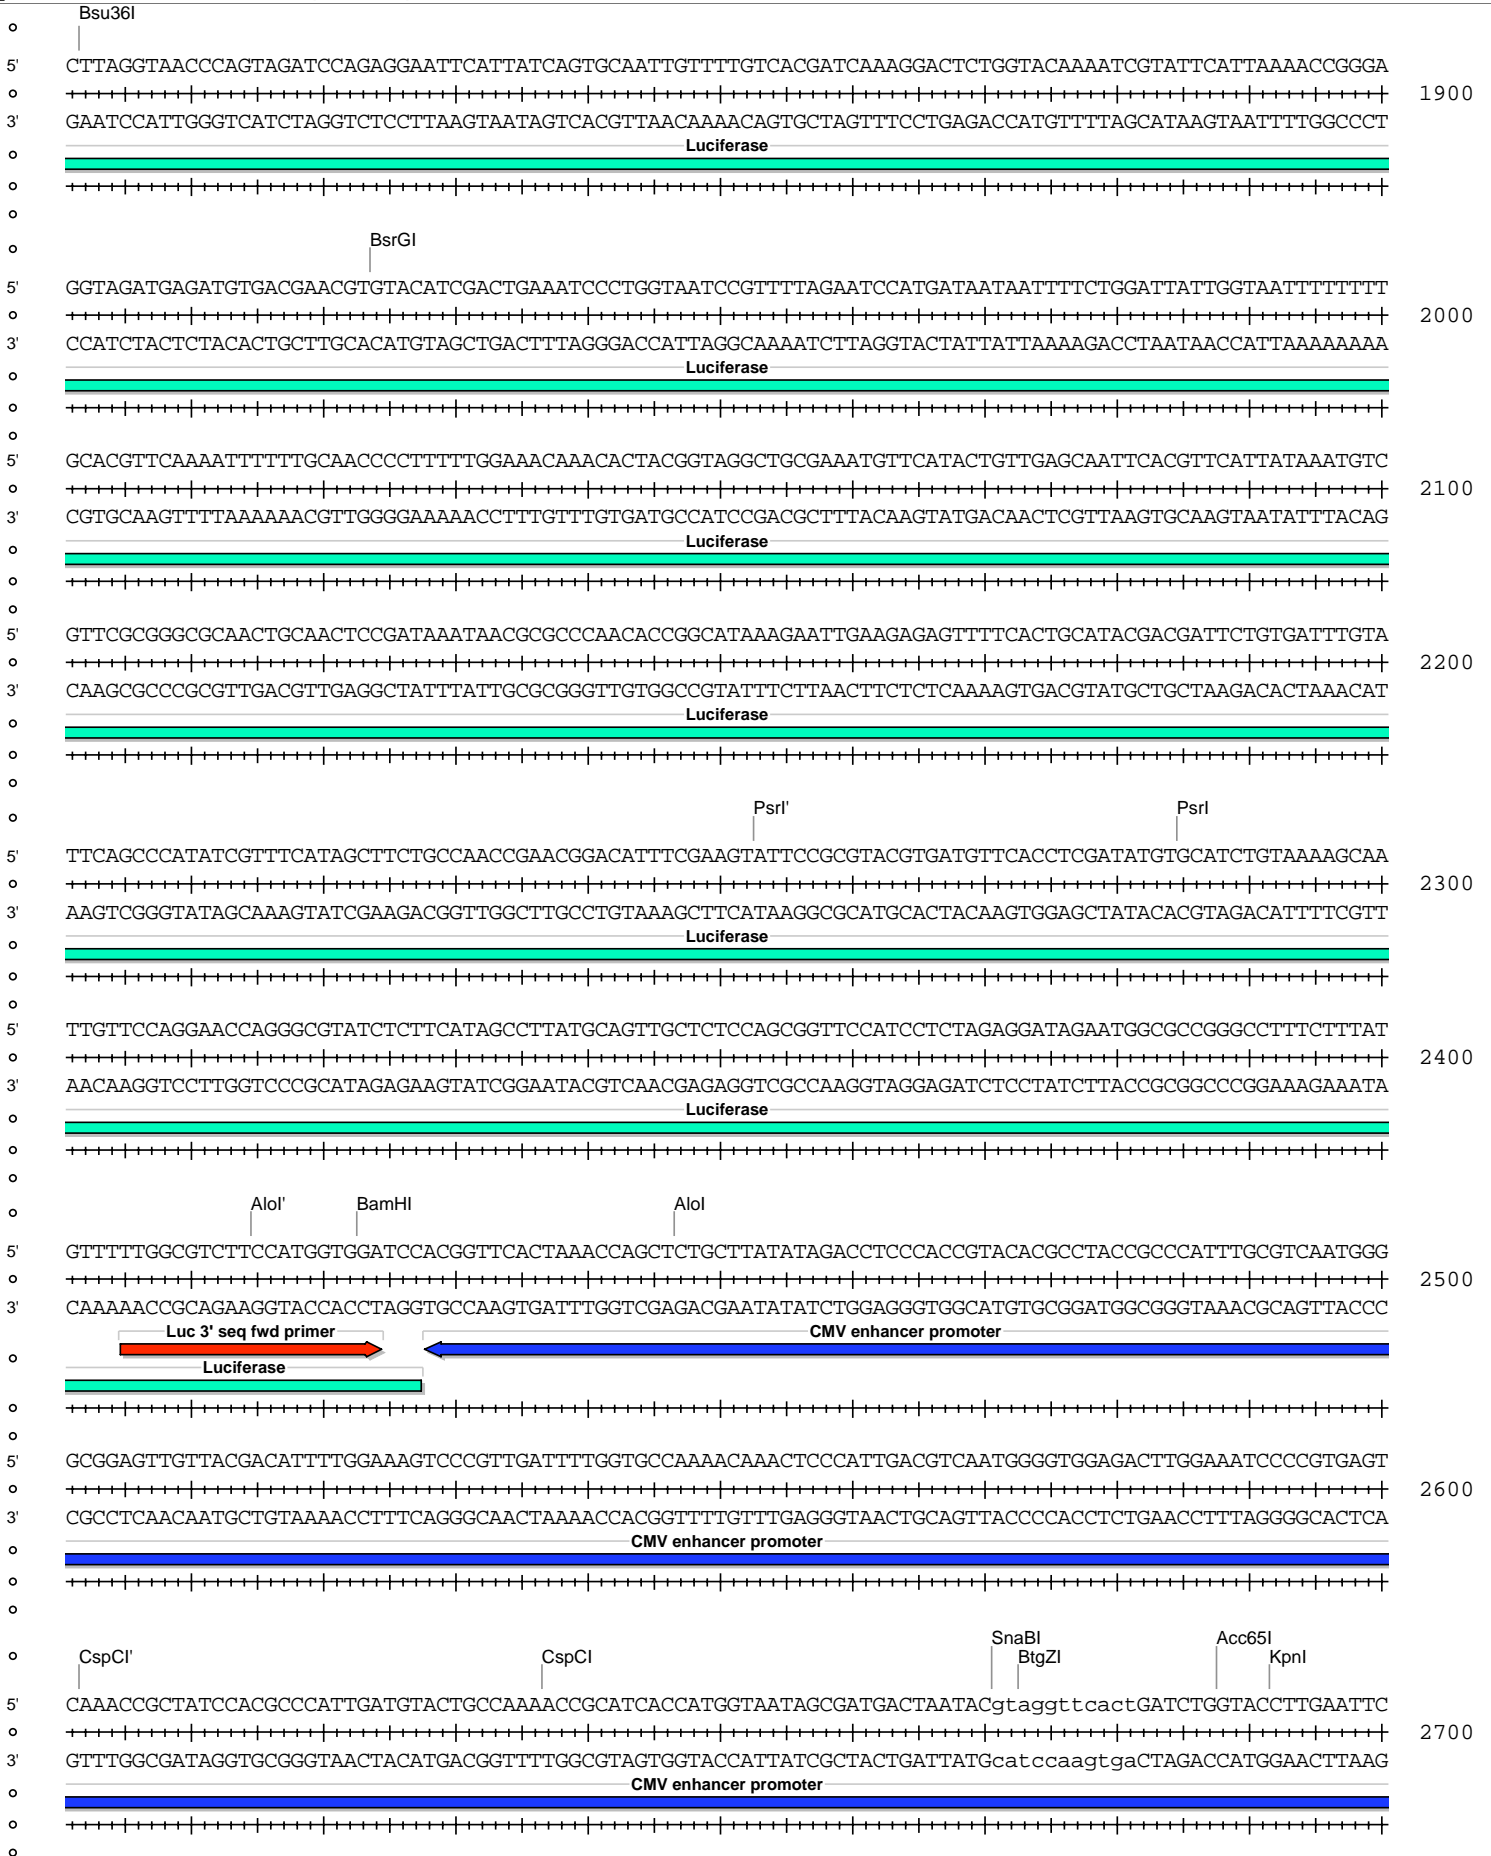 Bsu36I
5' CTTAGGTAACCCAGTAGATCCAGAGGAATTCATTATCAGTGCAATTGTTTTGTCACGATCAAAGGACTCTGGTACAAAATCGTATTCATTAAAACCGGGA
1900
3' GAATCCATTGGGTCATCTAGGTCTCCTTAAGTAATAGTCACGTTAACAAAACAGTGCTAGTTTCCTGAGACCATGTTTTAGCATAAGTAATTTTGGCCCT
Luciferase
BsrGI
5' GGTAGATGAGATGTGACGAACGTGTACATCGACTGAAATCCCTGGTAATCCGTTTTAGAATCCATGATAATAATTTTCTGGATTATTGGTAATTTTTTTT
2000
3' CCATCTACTCTACACTGCTTGCACATGTAGCTGACTTTAGGGACCATTAGGCAAAATCTTAGGTACTATTATTAAAAGACCTAATAACCATTAAAAAAAA
Luciferase
5' GCACGTTCAAAATTTTTTGCAACCCCTTTTTGGAAACAAACACTACGGTAGGCTGCGAAATGTTCATACTGTTGAGCAATTCACGTTCATTATAAATGTC
2100
3' CGTGCAAGTTTTAAAAAACGTTGGGGAAAAACCTTTGTTTGTGATGCCATCCGACGCTTTACAAGTATGACAACTCGTTAAGTGCAAGTAATATTTACAG
Luciferase
5' GTTCGCGGGCGCAACTGCAACTCCGATAAATAACGCGCCCAACACCGGCATAAAGAATTGAAGAGAGTTTTCACTGCATACGACGATTCTGTGATTTGTA
2200
3' CAAGCGCCCGCGTTGACGTTGAGGCTATTTATTGCGCGGGTTGTGGCCGTATTTCTTAACTTCTCTCAAAAGTGACGTATGCTGCTAAGACACTAAACAT
Luciferase
PsrI' PsrI
5' TTCAGCCCATATCGTTTCATAGCTTCTGCCAACCGAACGGACATTTCGAAGTATTCCGCGTACGTGATGTTCACCTCGATATGTGCATCTGTAAAAGCAA
2300
3' AAGTCGGGTATAGCAAAGTATCGAAGACGGTTGGCTTGCCTGTAAAGCTTCATAAGGCGCATGCACTACAAGTGGAGCTATACACGTAGACATTTTCGTT
Luciferase
5' TTGTTCCAGGAACCAGGGCGTATCTCTTCATAGCCTTATGCAGTTGCTCTCCAGCGGTTCCATCCTCTAGAGGATAGAATGGCGCCGGGCCTTTCTTTAT
2400
3' AACAAGGTCCTTGGTCCCGCATAGAGAAGTATCGGAATACGTCAACGAGAGGTCGCCAAGGTAGGAGATCTCCTATCTTACCGCGGCCCGGAAAGAAATA
Luciferase
AloI' BamHI AloI
5' GTTTTTGGCGTCTTCCATGGTGGATCCACGGTTCACTAAACCAGCTCTGCTTATATAGACCTCCCACCGTACACGCCTACCGCCCATTTGCGTCAATGGG
2500
3' CAAAAACCGCAGAAGGTACCACCTAGGTGCCAAGTGATTTGGTCGAGACGAATATATCTGGAGGGTGGCATGTGCGGATGGCGGGTAAACGCAGTTACCC
Luc 3' seq fwd primer CMV enhancer promoter
Luciferase
5' GCGGAGTTGTTACGACATTTTGGAAAGTCCCGTTGATTTTGGTGCCAAAACAAACTCCCATTGACGTCAATGGGGTGGAGACTTGGAAATCCCCGTGAGT
2600
3' CGCCTCAACAATGCTGTAAAACCTTTCAGGGCAACTAAAACCACGGTTTTGTTTGAGGGTAACTGCAGTTACCCCACCTCTGAACCTTTAGGGGCACTCA
CMV enhancer promoter
SnaBI Acc65I
CspCI' CspCI BtgZI KpnI
5' CAAACCGCTATCCACGCCCATTGATGTACTGCCAAAACCGCATCACCATGGTAATAGCGATGACTAATACgtaggttcactGATCTGGTACCTTGAATTC
2700
3' GTTTGGCGATAGGTGCGGGTAACTACATGACGGTTTTGGCGTAGTGGTACCATTATCGCTACTGATTATGcatccaagtgaCTAGACCATGGAACTTAAG
CMV enhancer promoter